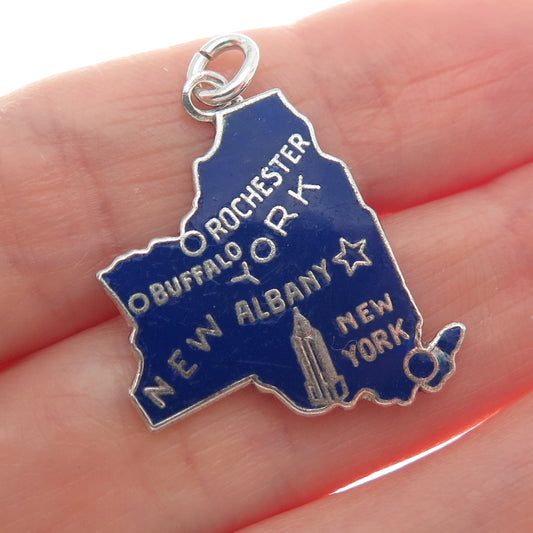 ROCHESTER
BUFFALO
NEW YORK
ALBANY
NEW
YORK